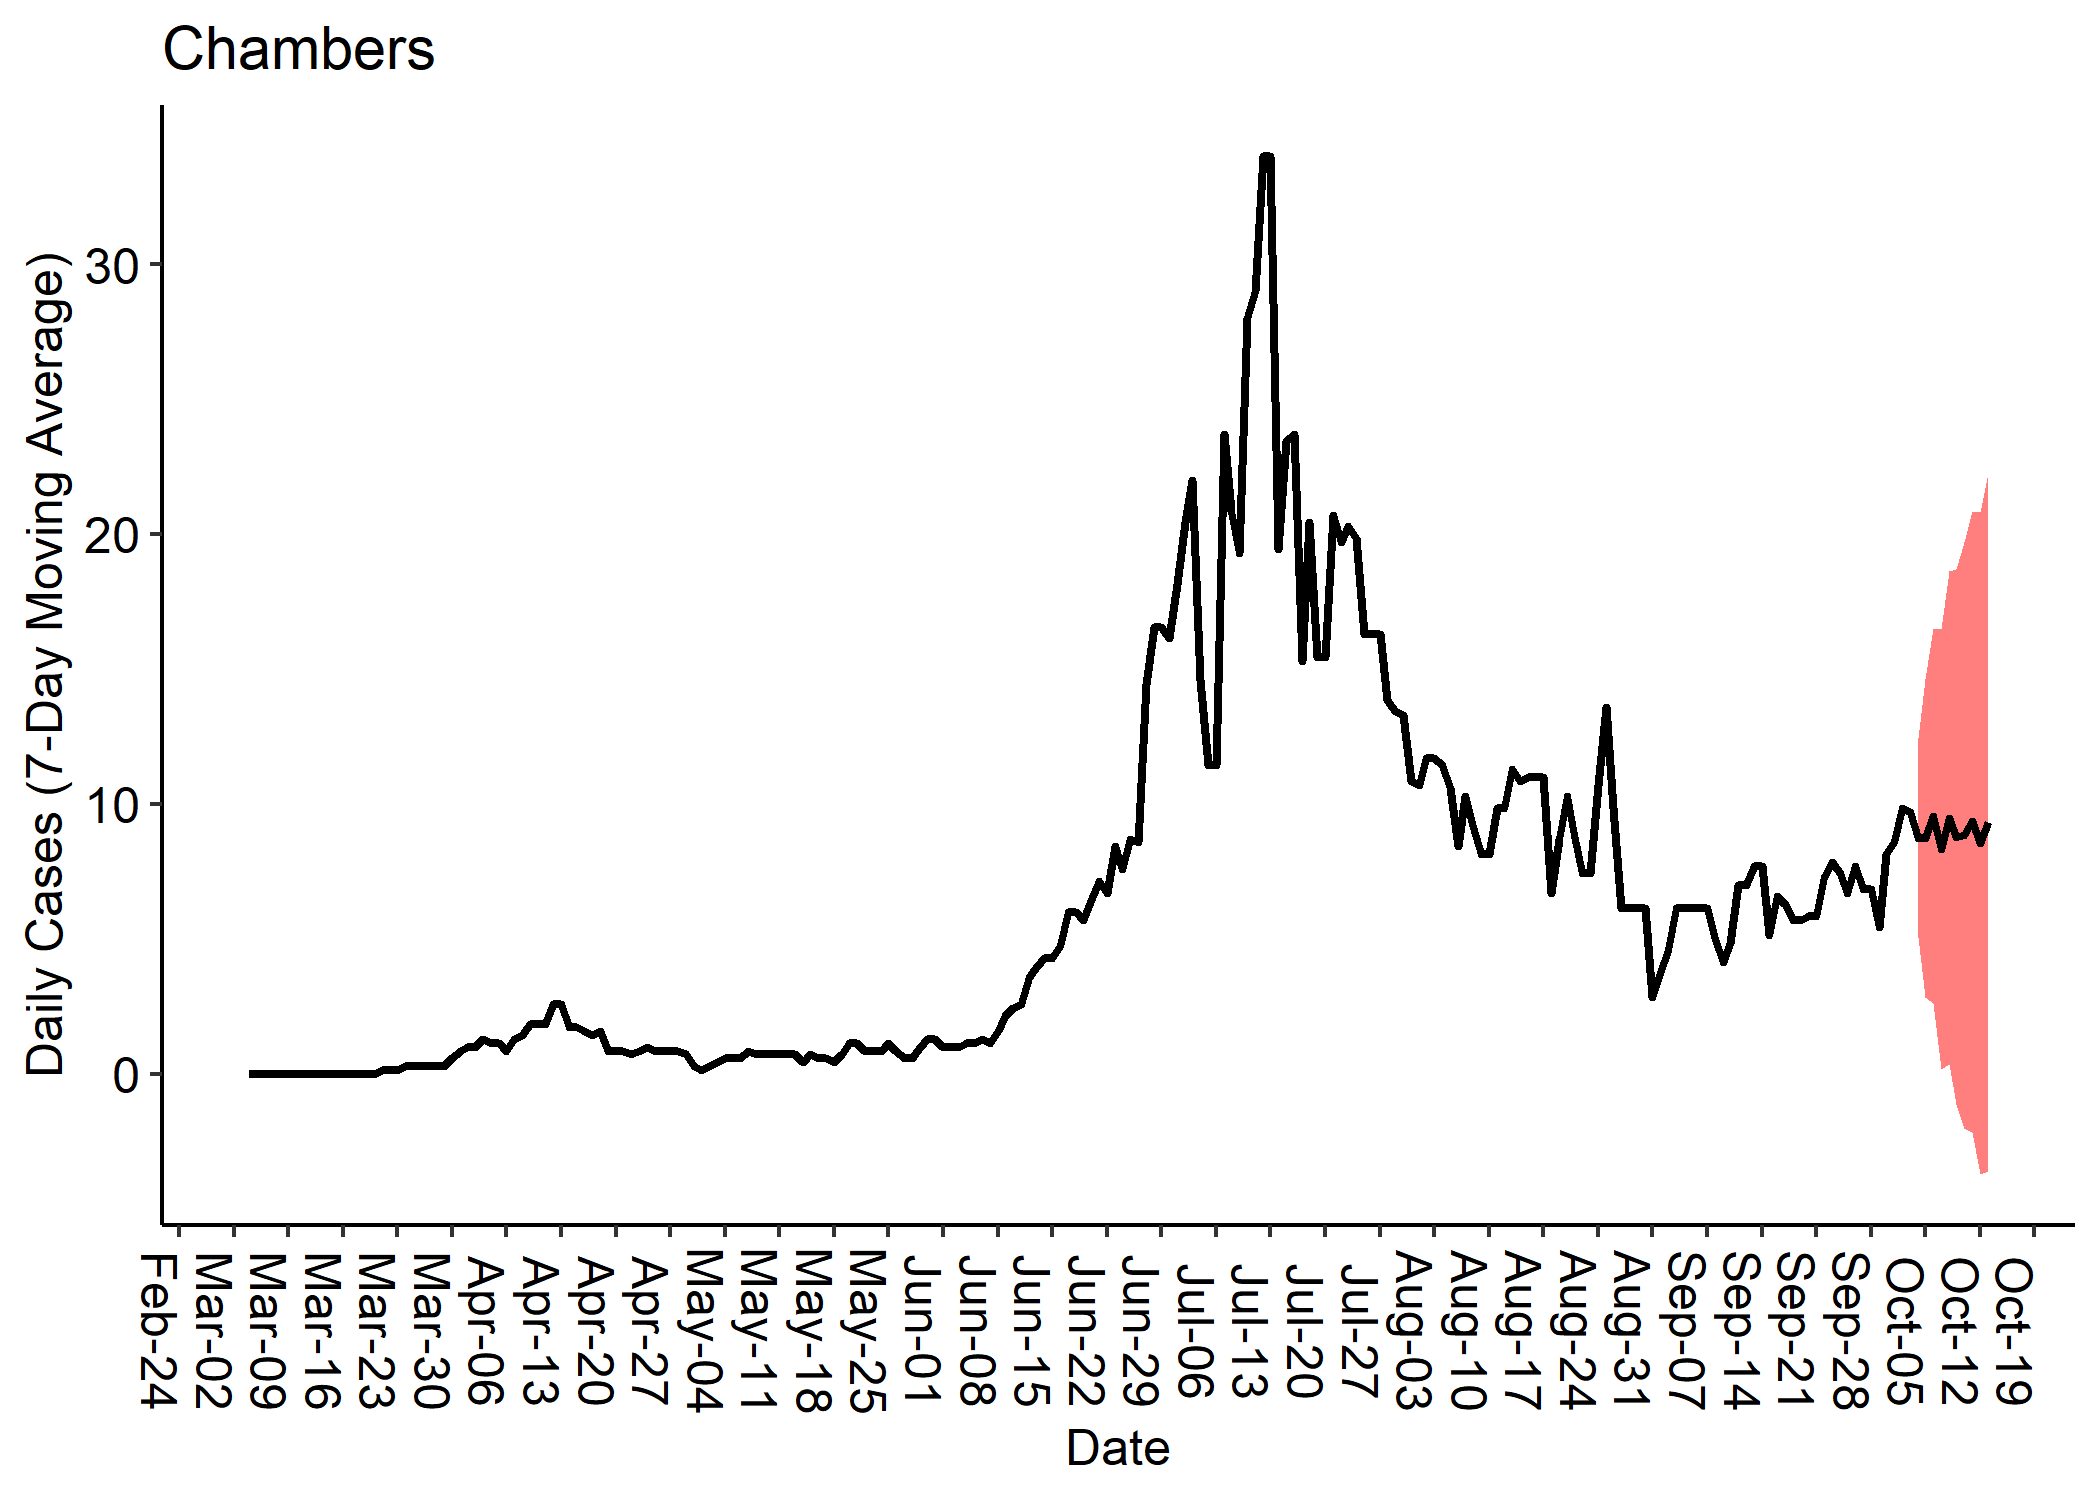 Chambers
Daily Cases (7-Day Moving Average)
30
20
10
0
Feb-24
Mar-02
Mar-09
Mar-16
Mar-23
Mar-30
Apr-06
Apr-13
Apr-20
Apr-27
May-04
May-11
May-18
May-25
Jun-01
Jun-08
Jun-15
Jun-22
Jun-29
Jul-06
Jul-13
Jul-20
Jul-27
Aug-03
Aug-10
Aug-17
Aug-24
Aug-31
Sep-07
Sep-14
Sep-21
Sep-28
Oct-05
Oct-12
Oct-19
Date